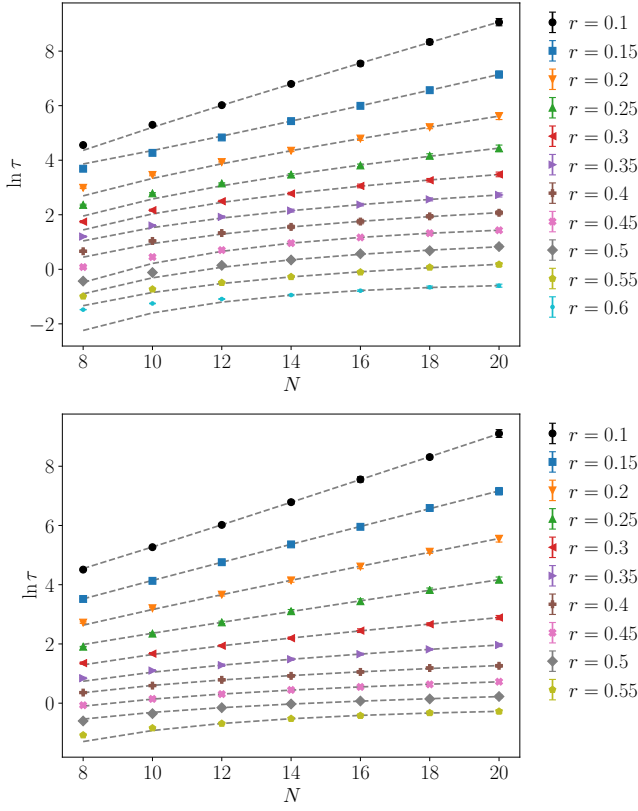 8
6
4
2
0
−2
ln τ
8 10 12 14 16 18 20
N
r = 0.1
r = 0.15
r = 0.2
r = 0.25
r = 0.3
r = 0.35
r = 0.4
r = 0.45
r = 0.5
r = 0.55
r = 0.6
8
6
4
2
0
ln τ
8 10 12 14 16 18 20
N
r = 0.1
r = 0.15
r = 0.2
r = 0.25
r = 0.3
r = 0.35
r = 0.4
r = 0.45
r = 0.5
r = 0.55